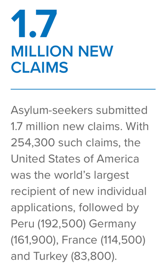 1.7
MILLION NEW
CLAIMS
Asylum-seekers submitted
1.7 million new claims. With
254,300 such claims, the
United States of America
was the world's largest
recipient of new individual
applications, followed by
Peru (192,500) Germany
(161,900), France (114,500)
and Turkey (83,800).